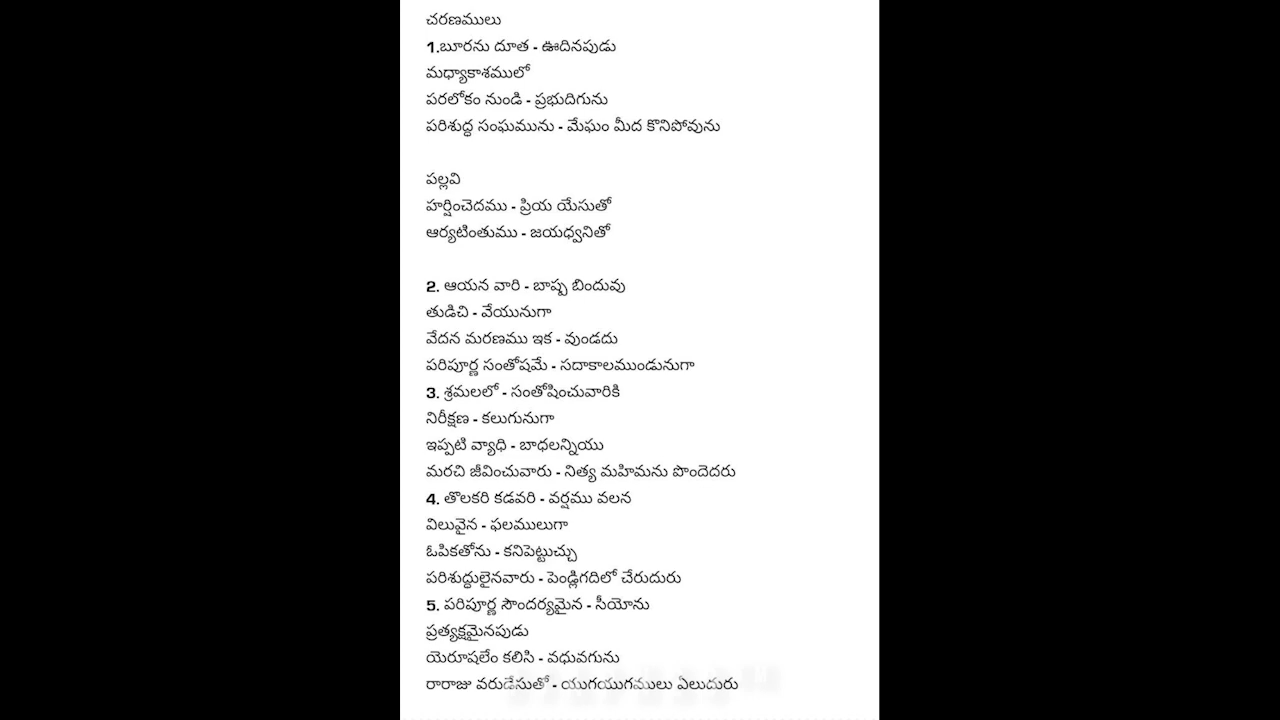 చరణములు
1.బూరను దూత - ఊదినపుడు
మధ్యాకాశములో
పరలోకం నుండి - ప్రభుదిగును
పరిశుద్ధ సంఘమును - మేఘం మీద కొనిపోవును
పల్లవి
హర్షించెదము - ప్రియ యేసుతో
ఆర్యటింతుము - జయధ్వనితో
2. ఆయన వారి - బాష్ప బిందువు
తుడిచి - వేయునుగా
వేదన మరణము ఇక - వుండదు
పరిపూర్ణ సంతోషమే - సదాకాలముండునుగా
3. శ్రమలలో - సంతోషించువారికి
నిరీక్షణ - కలుగునుగా
ఇప్పటి వ్యాధి - బాధలన్నియు
మరచి జీవించువారు - నిత్య మహిమను పొందెదరు
4. తొలకరి కడవరి - వర్షము వలన
విలువైన - ఫలములుగా
ఓపికతోను - కనిపెట్టుచ్చు
పరిశుద్ధులైనవారు - పెండ్లిగదిలో చేరుదురు
5. పరిపూర్ణ సౌందర్యమైన - సీయోను
ప్రత్యక్షమైనపుడు
యెరూషలేం కలిసి - వధువగును
రారాజు వరుడేసుతో - యుగయుగములు ఏలుదురు